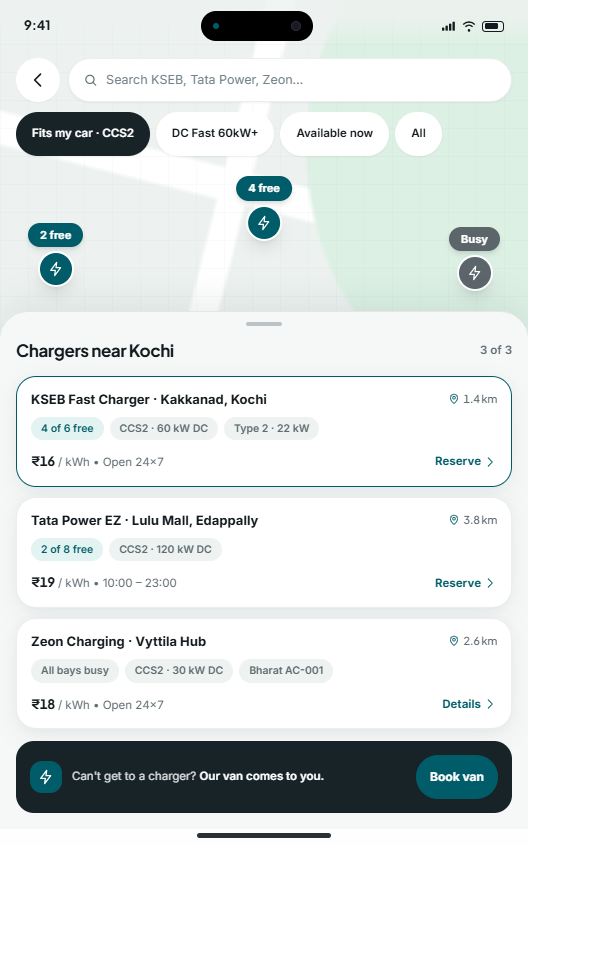 9:41
Search KSEB, Tata Power, Zeon...
Fits my car · CCS2
DC Fast 60kW+
Available now
All
4 free
2 free
Busy
Chargers near Kochi
3 of 3
KSEB Fast Charger · Kakkanad, Kochi
1.4 km
4 of 6 free
CCS2 · 60 kW DC
Type 2 · 22 kW
₹16 / kWh • Open 24×7
Reserve
Tata Power EZ · Lulu Mall, Edappally
3.8 km
2 of 8 free
CCS2 · 120 kW DC
₹19 / kWh • 10:00 – 23:00
Reserve
Zeon Charging · Vyttila Hub
2.6 km
All bays busy
CCS2 · 30 kW DC
Bharat AC-001
₹18 / kWh • Open 24×7
Details
Can't get to a charger? Our van comes to you.
Book van